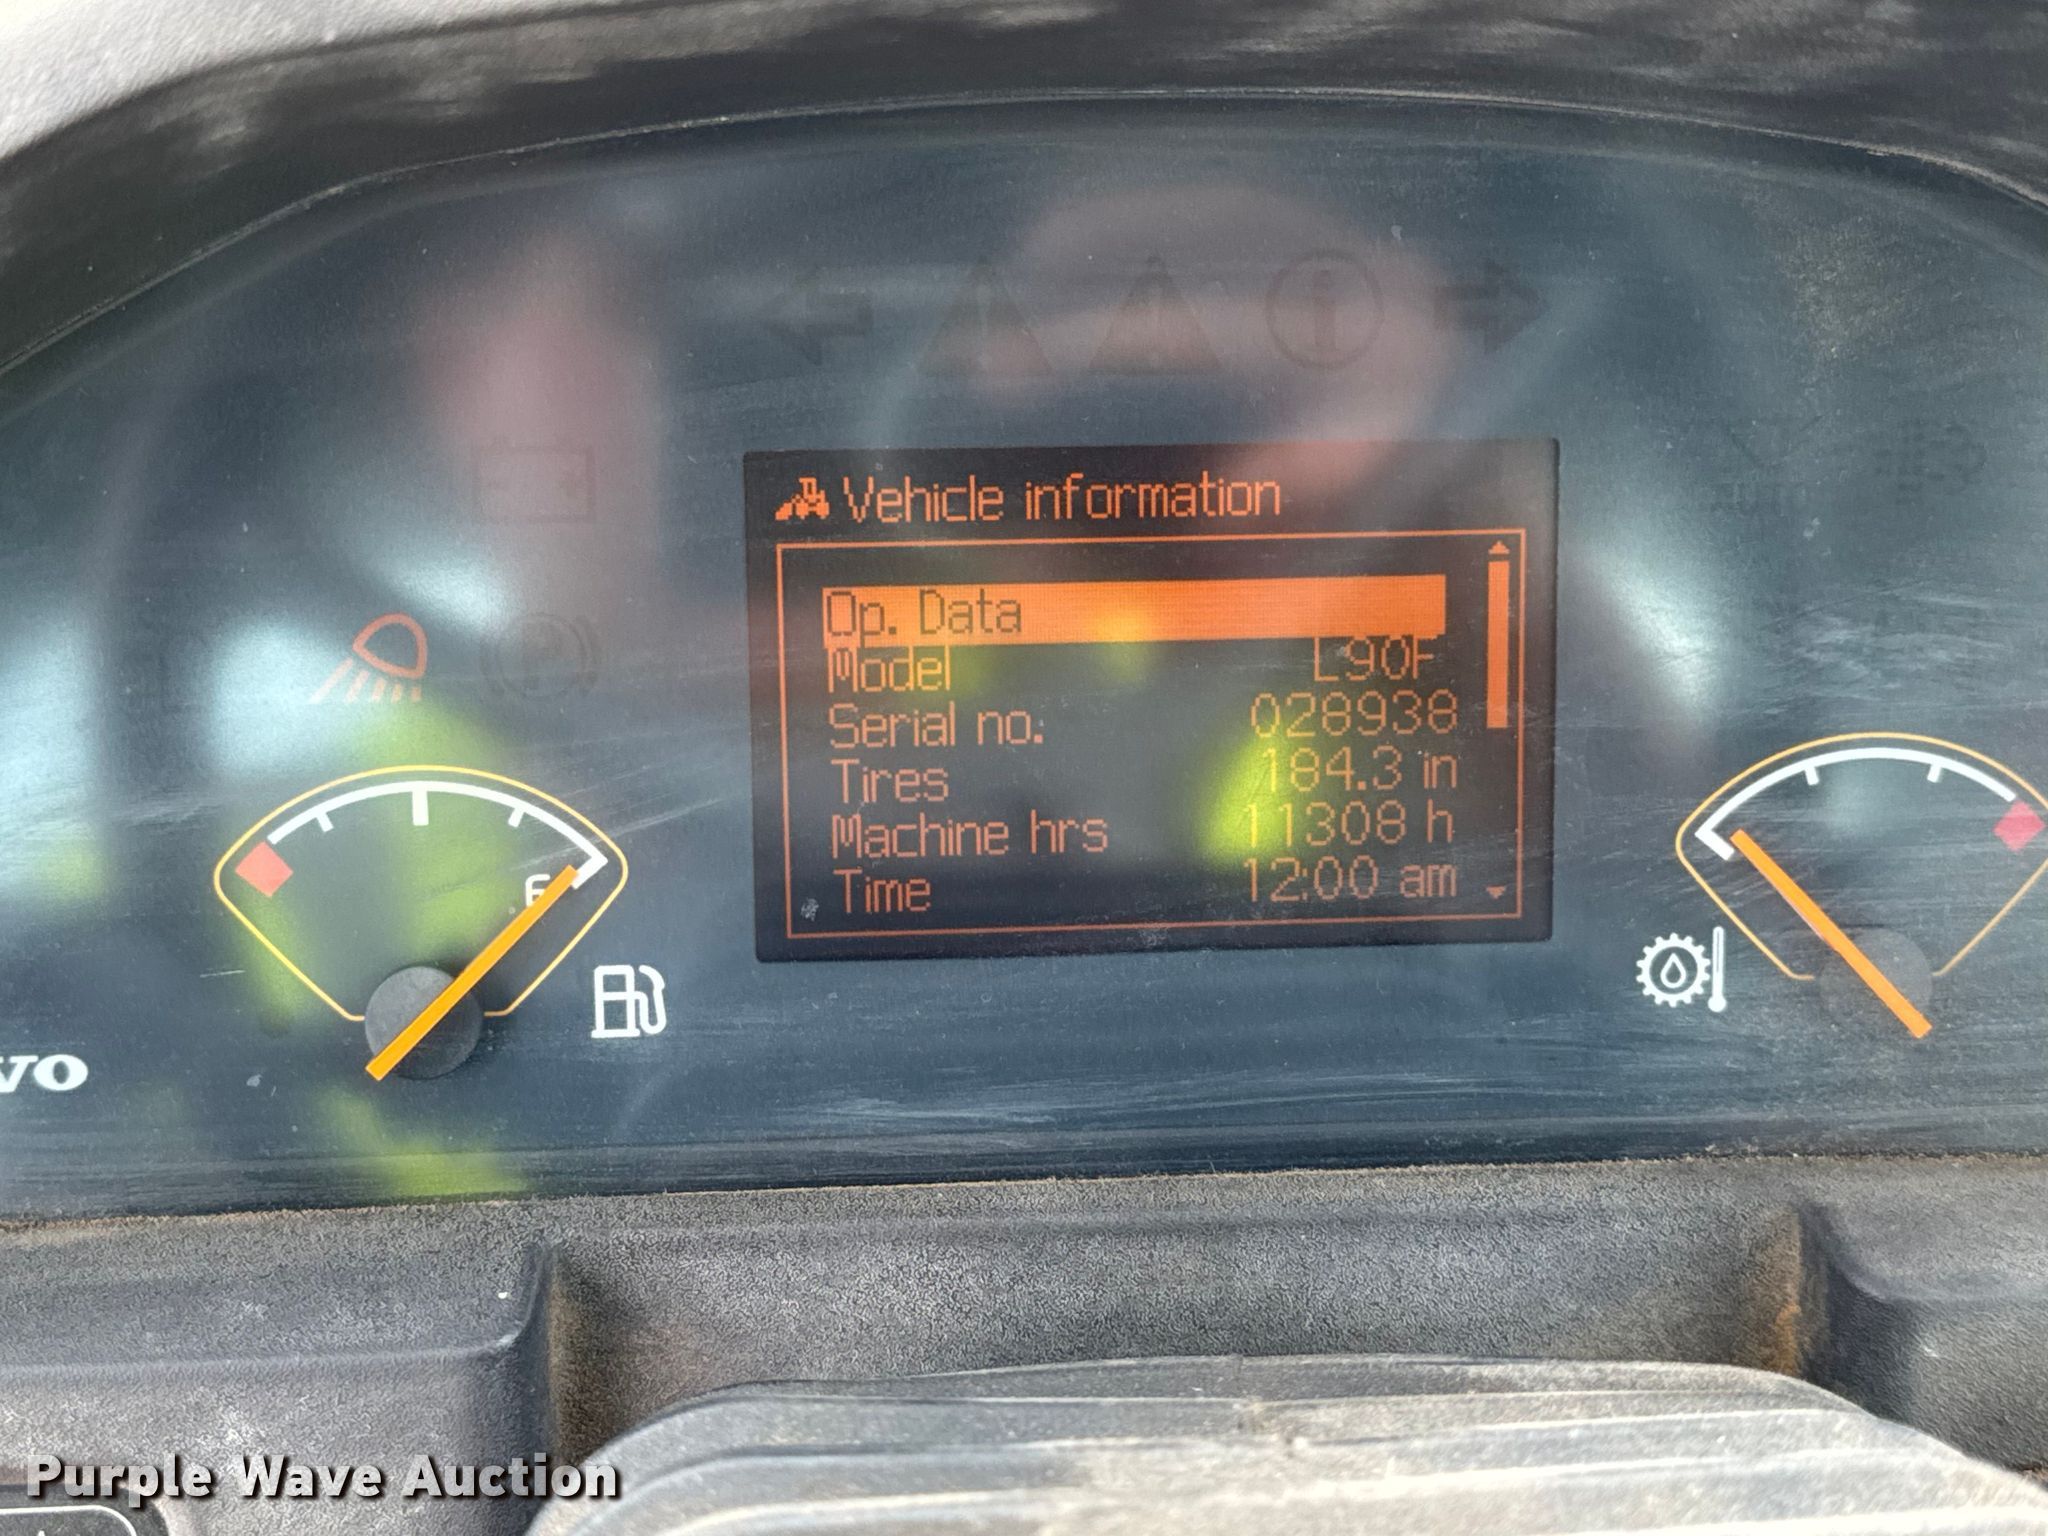 Vehicle information
Op. Data
Model L90F
Serial no. 028938
Tires 184.3 in
Machine hrs 11308 h
Time 12:00 am
vo
Purple Wave Auction